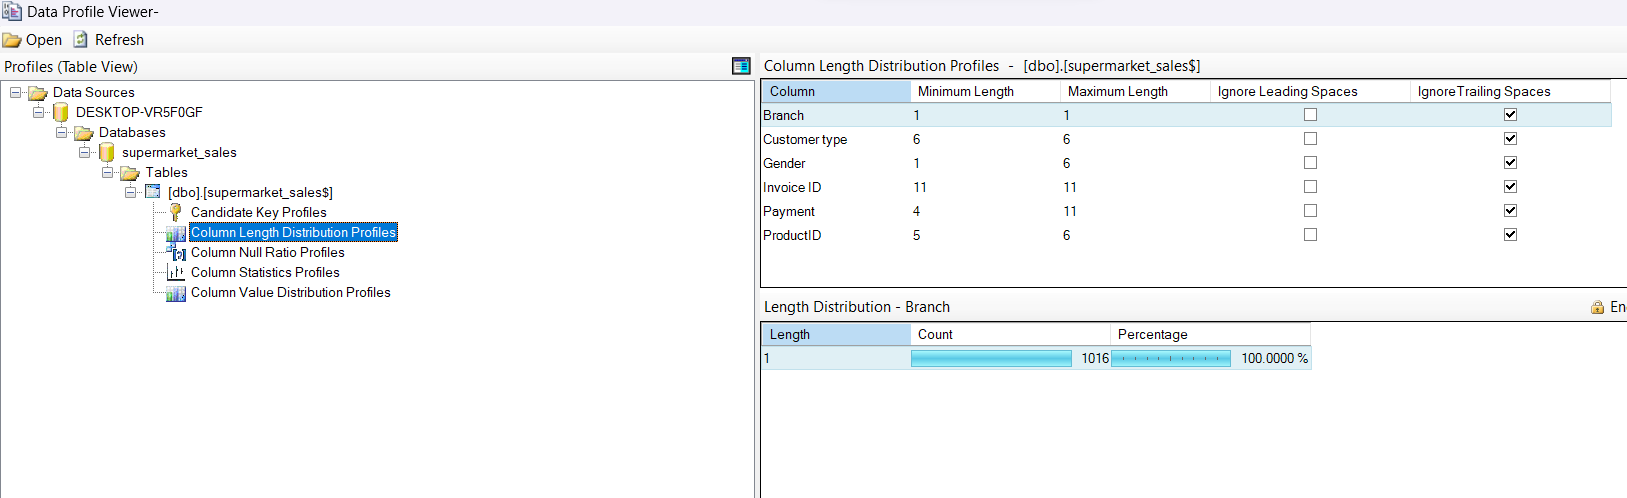 Data Profile Viewer-
Open Refresh
Profiles (Table View)
Data Sources
DESKTOP-VR5F0GF
Databases
supermarket_sales
Tables
[dbo].[supermarket_sales$]
Candidate Key Profiles
Column Length Distribution Profiles
Column Null Ratio Profiles
Column Statistics Profiles
Column Value Distribution Profiles
Column Length Distribution Profiles - [dbo].[supermarket_sales$]
Column Minimum Length Maximum Length Ignore Leading Spaces IgnoreTrailing Spaces
Branch 1 1
Customer type 6 6
Gender 1 6
Invoice ID 11 11
Payment 4 11
ProductID 5 6
Length Distribution - Branch
Length Count Percentage
1 1016 100.0000 %